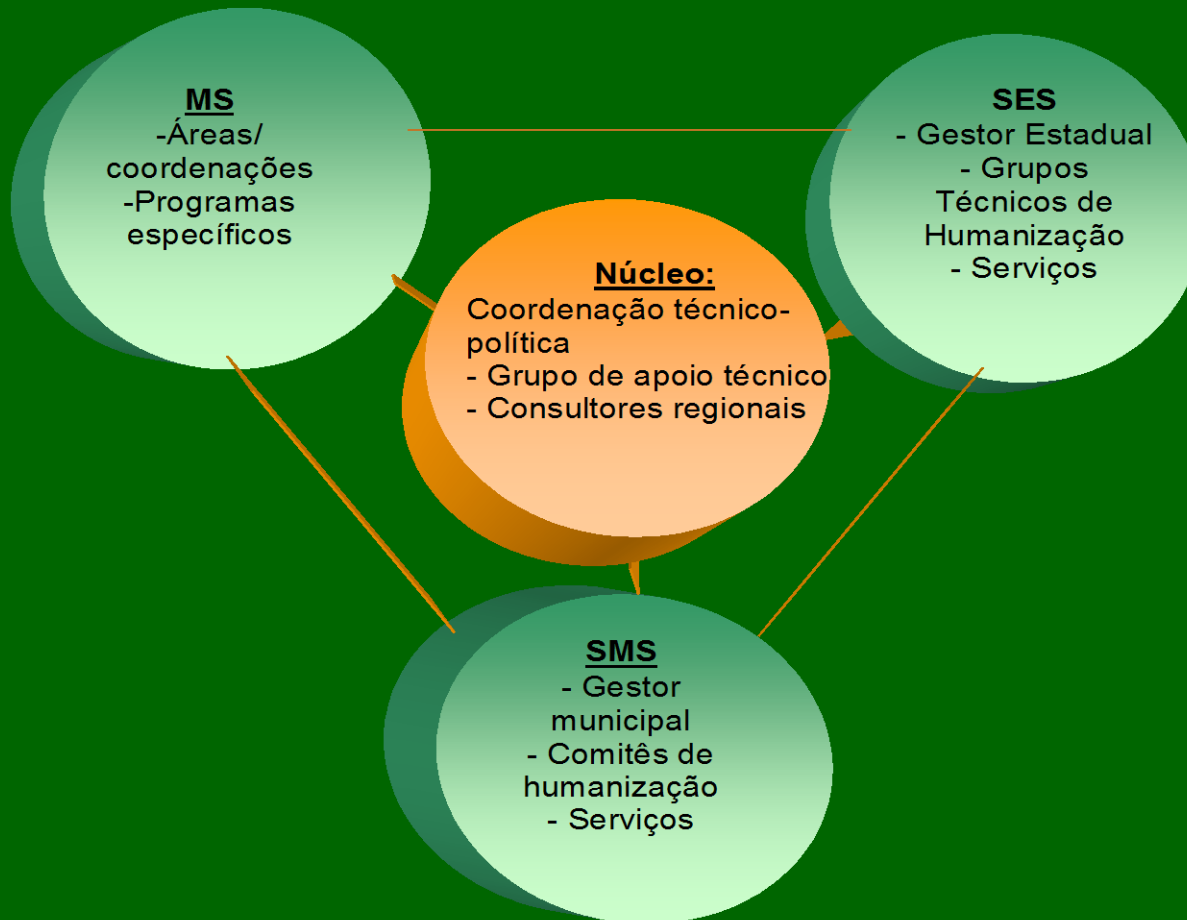 MS
-Áreas/
coordenações
-Programas
específicos
SES
- Gestor Estadual
- Grupos
Técnicos de
Humanização
- Serviços
Núcleo:
Coordenação técnico-
política
- Grupo de apoio técnico
- Consultores regionais
SMS
- Gestor
municipal
- Comitês de
humanização
- Serviços